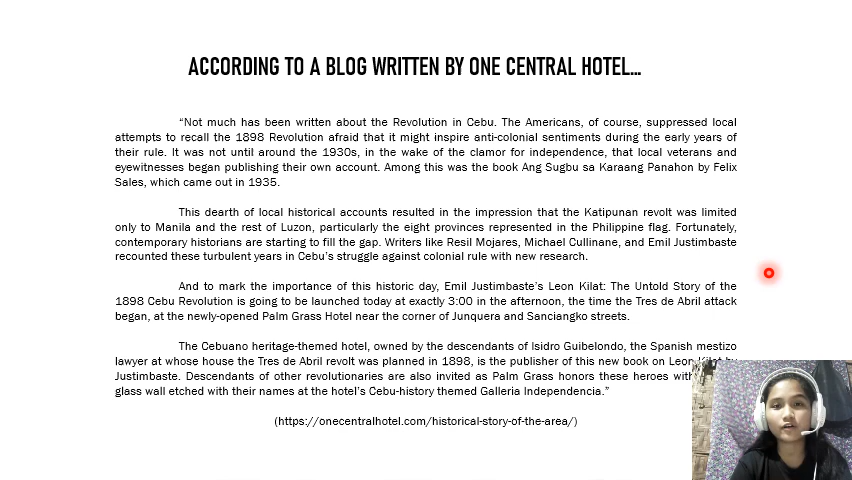 ACCORDING TO A BLOG WRITTEN BY ONE CENTRAL HOTEL...
“Not much has been written about the Revolution in Cebu. The Americans, of course, suppressed local
attempts to recall the 1898 Revolution afraid that it might inspire anti-colonial sentiments during the early years of
their rule. It was not until around the 1930s, in the wake of the clamor for independence, that local veterans and
eyewitnesses began publishing their own account. Among this was the book Ang Sugbu sa Karaang Panahon by Felix
Sales, which came out in 1935.
This dearth of local historical accounts resulted in the impression that the Katipunan revolt was limited
only to Manila and the rest of Luzon, particularly the eight provinces represented in the Philippine flag. Fortunately,
contemporary historians are starting to fill the gap. Writers like Resil Mojares, Michael Cullinane, and Emil Justimbaste
recounted these turbulent years in Cebu’s struggle against colonial rule with new research.
And to mark the importance of this historic day, Emil Justimbaste’s Leon Kilat: The Untold Story of the
1898 Cebu Revolution is going to be launched today at exactly 3:00 in the afternoon, the time the Tres de Abril attack
began, at the newly-opened Palm Grass Hotel near the corner of Junquera and Sanciangko streets.
The Cebuano heritage-themed hotel, owned by the descendants of Isidro Guibelondo, the Spanish mestizo
lawyer at whose house the Tres de Abril revolt was planned in 1898, is the publisher of this new book on Leon Kilat by
Justimbaste. Descendants of other revolutionaries are also invited as Palm Grass honors these heroes with
glass wall etched with their names at the hotel’s Cebu-history themed Galleria Independencia.”
(https://onecentralhotel.com/historical-story-of-the-area/)